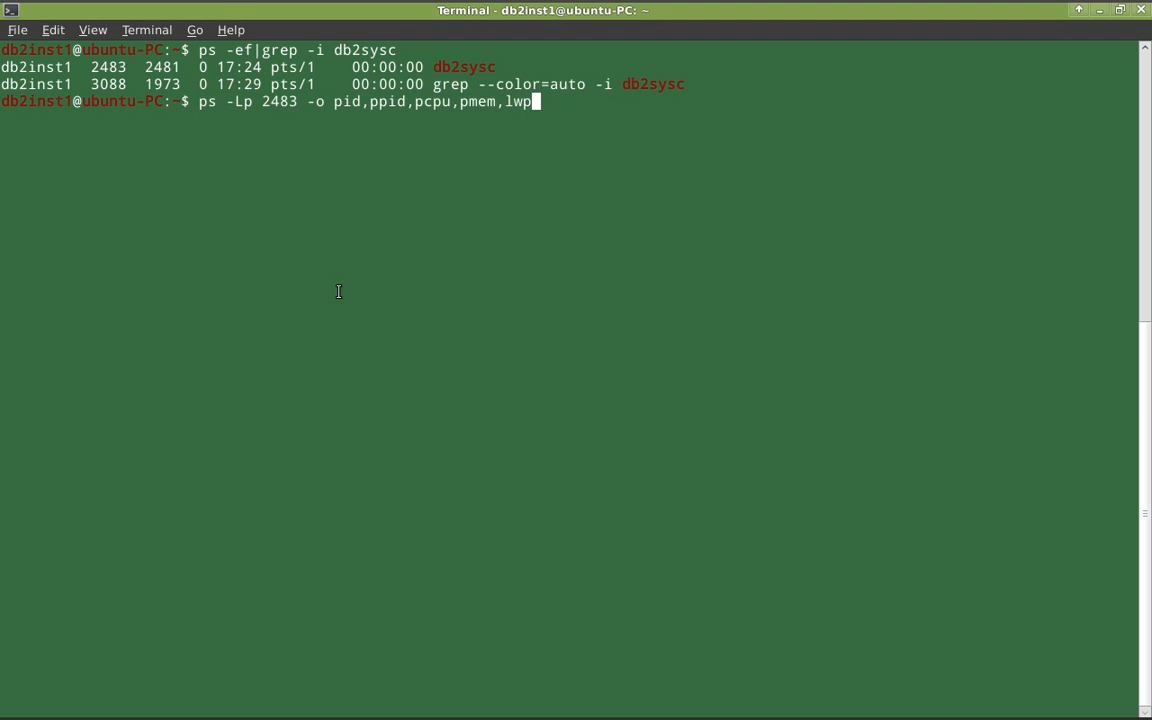 Terminal - db2inst1@ubuntu-PC: ~
File Edit View Terminal Go Help
db2inst1@ubuntu-PC:~$ ps -ef|grep -i db2sysc
db2inst1  2483  2481  0 17:24 pts/1    00:00:00 db2sysc
db2inst1  3088  1973  0 17:29 pts/1    00:00:00 grep --color=auto -i db2sysc
db2inst1@ubuntu-PC:~$ ps -Lp 2483 -o pid,ppid,pcpu,pmem,lwp